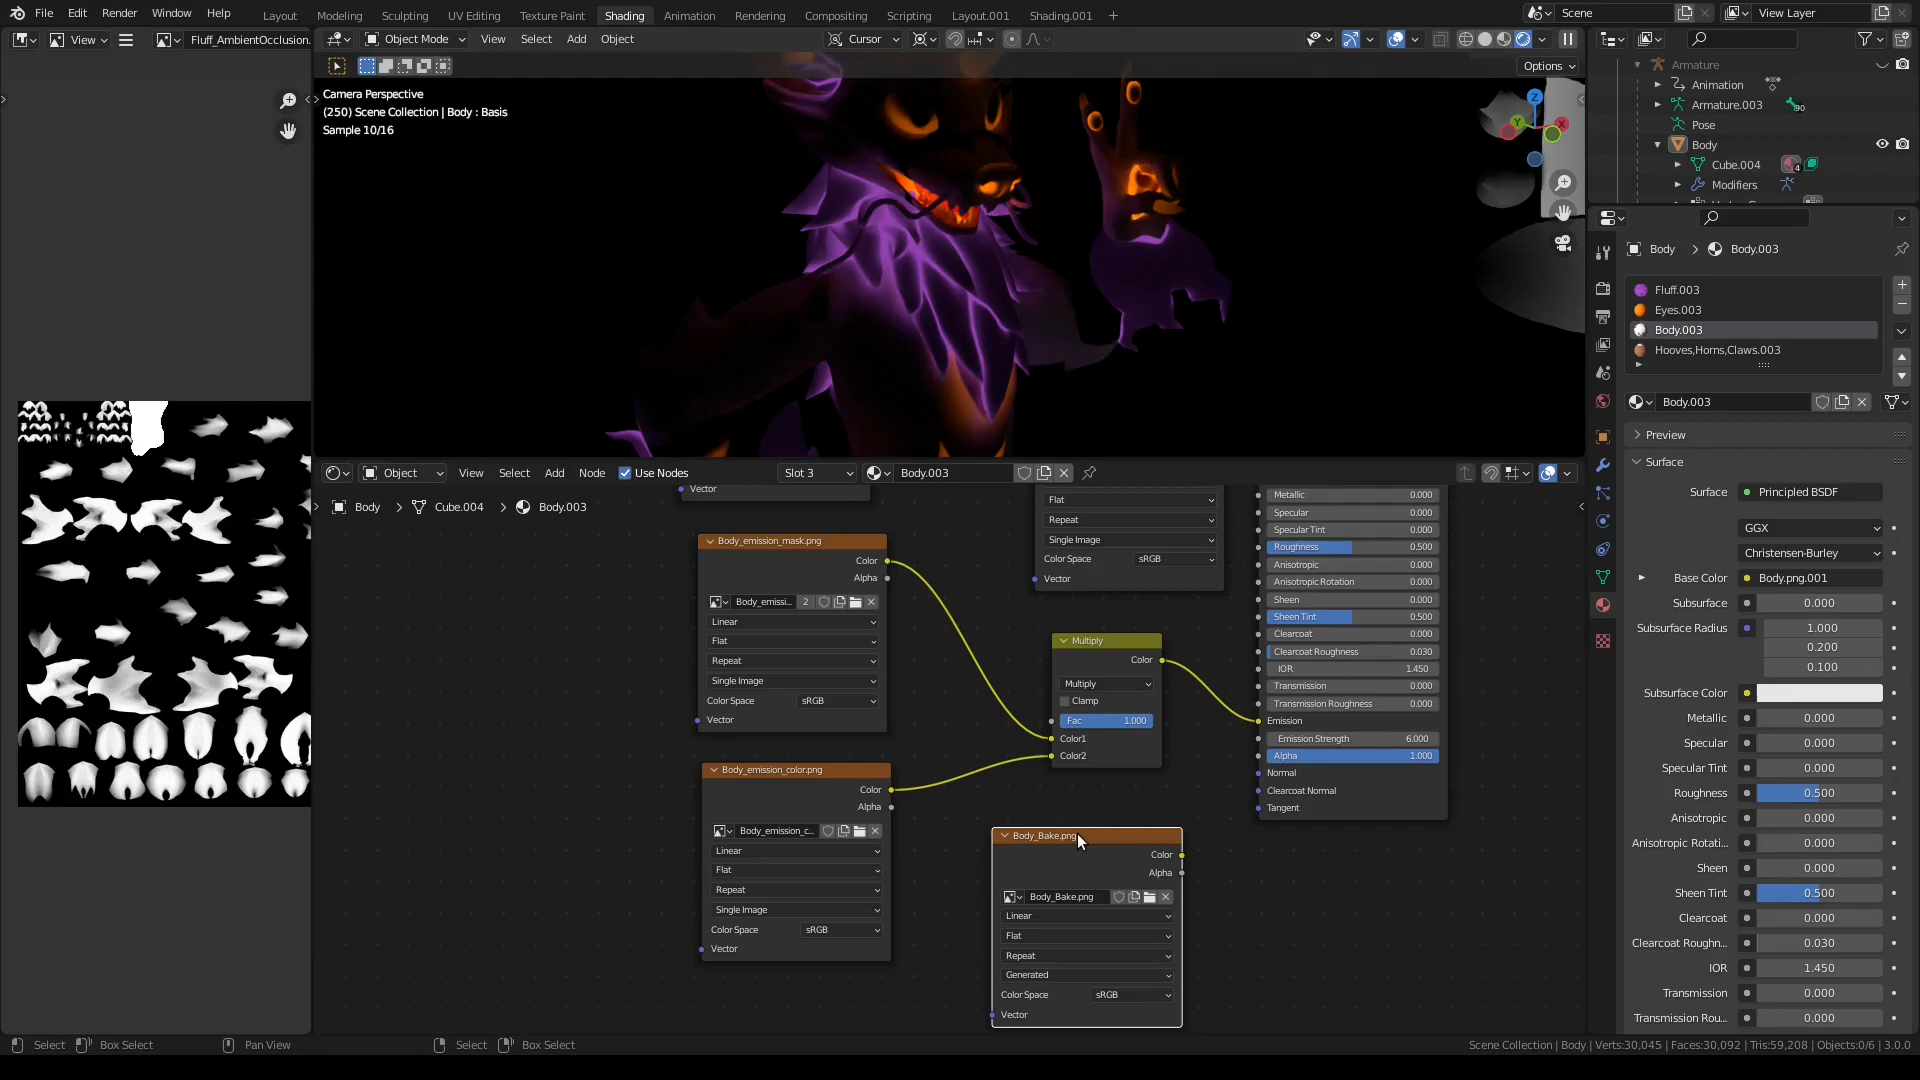 File Edit Render Window Help
Layout Modeling Sculpting UV Editing Texture Paint Shading Animation Rendering Compositing Scripting Layout.001 Shading.001 +
Scene
View Layer
View
Fluff_AmbientOcclusion.
Object Mode View Select Add Object
Cursor
Options
Camera Perspective
(250) Scene Collection | Body : Basis
Sample 10/16
Z
Y
X
Armature
Animation
Armature.003
90
Pose
Body
Cube.004
4
Modifiers
Body > Body.003
Fluff.003
Eyes.003
Body.003
Hooves,Horns,Claws.003
Body.003
Preview
Surface
Surface Principled BSDF
GGX
Christensen-Burley
Base Color Body.png.001
Subsurface 0.000
Subsurface Radius 1.000
0.200
0.100
Subsurface Color
Metallic 0.000
Specular 0.000
Specular Tint 0.000
Roughness 0.500
Anisotropic 0.000
Anisotropic Rotati... 0.000
Sheen 0.000
Sheen Tint 0.500
Clearcoat 0.000
Clearcoat Roughn... 0.030
IOR 1.450
Transmission 0.000
Transmission Rou... 0.000
Object View Select Add Node Use Nodes
Slot 3
Body.003
Body > Cube.004 > Body.003
Vector
Body_emission_mask.png
Color
Alpha
Body_emissi... 2
Linear
Flat
Repeat
Single Image
Color Space sRGB
Vector
Body_emission_color.png
Color
Alpha
Body_emission_c...
Linear
Flat
Repeat
Single Image
Color Space sRGB
Vector
Flat
Repeat
Single Image
Color Space sRGB
Vector
Multiply
Color
Multiply
Clamp
Fac 1.000
Color1
Color2
Body_Bake.png
Color
Alpha
Body_Bake.png
Linear
Flat
Repeat
Generated
Color Space sRGB
Vector
Metallic 0.000
Specular 0.000
Specular Tint 0.000
Roughness 0.500
Anisotropic 0.000
Anisotropic Rotation 0.000
Sheen 0.000
Sheen Tint 0.500
Clearcoat 0.000
Clearcoat Roughness 0.030
IOR 1.450
Transmission 0.000
Transmission Roughness 0.000
Emission
Emission Strength 6.000
Alpha 1.000
Normal
Clearcoat Normal
Tangent
Select Box Select Pan View Select Box Select
Scene Collection | Body | Verts:30,045 | Faces:30,092 | Tris:59,208 | Objects:0/6 | 3.0.0